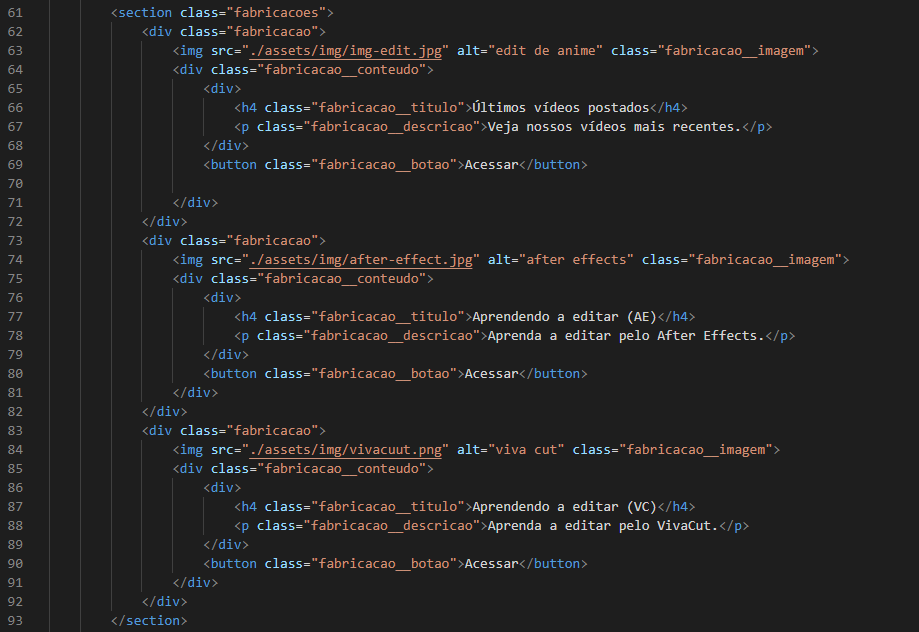 61 <section class="fabricacoes">
62 <div class="fabricacao">
63 <img src="./assets/img/img-edit.jpg" alt="edit de anime" class="fabricacao__imagem">
64 <div class="fabricacao__conteudo">
65 <div>
66 <h4 class="fabricacao__titulo">Últimos vídeos postados</h4>
67 <p class="fabricacao__descricao">Veja nossos vídeos mais recentes.</p>
68 </div>
69 <button class="fabricacao__botao">Acessar</button>
70
71 </div>
72 </div>
73 <div class="fabricacao">
74 <img src="./assets/img/after-effect.jpg" alt="after effects" class="fabricacao__imagem">
75 <div class="fabricacao__conteudo">
76 <div>
77 <h4 class="fabricacao__titulo">Aprendendo a editar (AE)</h4>
78 <p class="fabricacao__descricao">Aprenda a editar pelo After Effects.</p>
79 </div>
80 <button class="fabricacao__botao">Acessar</button>
81 </div>
82 </div>
83 <div class="fabricacao">
84 <img src="./assets/img/vivacuut.png" alt="viva cut" class="fabricacao__imagem">
85 <div class="fabricacao__conteudo">
86 <div>
87 <h4 class="fabricacao__titulo">Aprendendo a editar (VC)</h4>
88 <p class="fabricacao__descricao">Aprenda a editar pelo VivaCut.</p>
89 </div>
90 <button class="fabricacao__botao">Acessar</button>
91 </div>
92 </div>
93 </section>